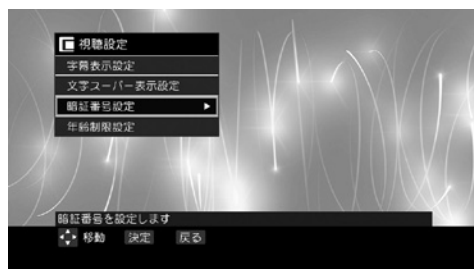 視聴設定
字幕表示設定
文字スーパー表示設定
暗証番号設定
年齢制限設定
暗証番号を設定します
移動 決定 戻る